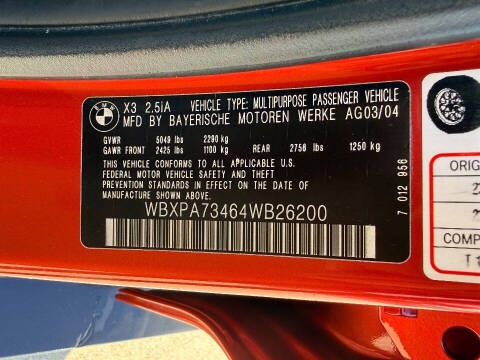 BMW
X3 2.5iA VEHICLE TYPE: MULTIPURPOSE PASSENGER VEHICLE
MFD BY BAYERISCHE MOTOREN WERKE AG03/04
GVWR 5049 lbs 2290 kg
GAWR FRONT 2425 lbs 1100 kg REAR 2756 lbs 1250 kg
THIS VEHICLE CONFORMS TO ALL APPLICABLE U.S.
FEDERAL MOTOR VEHICLE SAFETY AND THEFT
PREVENTION STANDARDS IN EFFECT ON THE DATE OF
MANUFACTURE SHOWN ABOVE.
WBXPA73464WB26200
7 012 956
ORIG
COMP